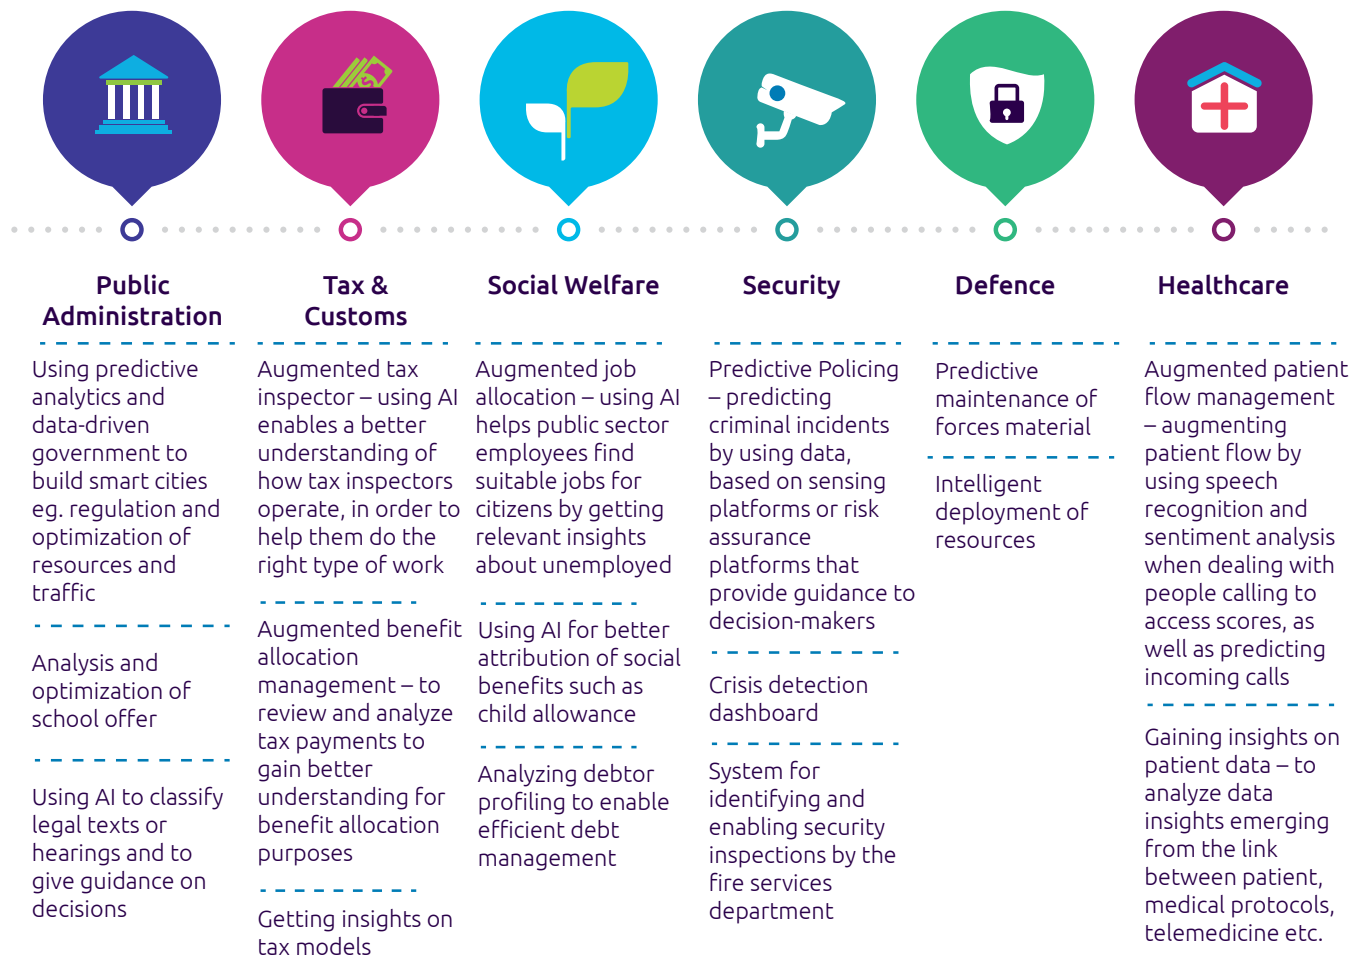 Public
Administration
Using predictive
analytics and
data-driven
government to
build smart cities
eg. regulation and
optimization of
resources and
traffic
Analysis and
optimization of
school offer
Using AI to classify
legal texts or
hearings and to
give guidance on
decisions
Tax &
Customs
Augmented tax
inspector – using AI
enables a better
understanding of
how tax inspectors
operate, in order to
help them do the
right type of work
Augmented benefit
allocation
management – to
review and analyze
tax payments to
gain better
understanding for
benefit allocation
purposes
Getting insights on
tax models
Social Welfare
Augmented job
allocation – using AI
helps public sector
employees find
suitable jobs for
citizens by getting
relevant insights
about unemployed
Using AI for better
attribution of social
benefits such as
child allowance
Analyzing debtor
profiling to enable
efficient debt
management
Security
Predictive Policing
– predicting
criminal incidents
by using data,
based on sensing
platforms or risk
assurance
platforms that
provide guidance to
decision-makers
Crisis detection
dashboard
System for
identifying and
enabling security
inspections by the
fire services
department
Defence
Predictive
maintenance of
forces material
Intelligent
deployment of
resources
Healthcare
Augmented patient
flow management
– augmenting
patient flow by
using speech
recognition and
sentiment analysis
when dealing with
people calling to
access scores, as
well as predicting
incoming calls
Gaining insights on
patient data – to
analyze data
insights emerging
from the link
between patient,
medical protocols,
telemedicine etc.